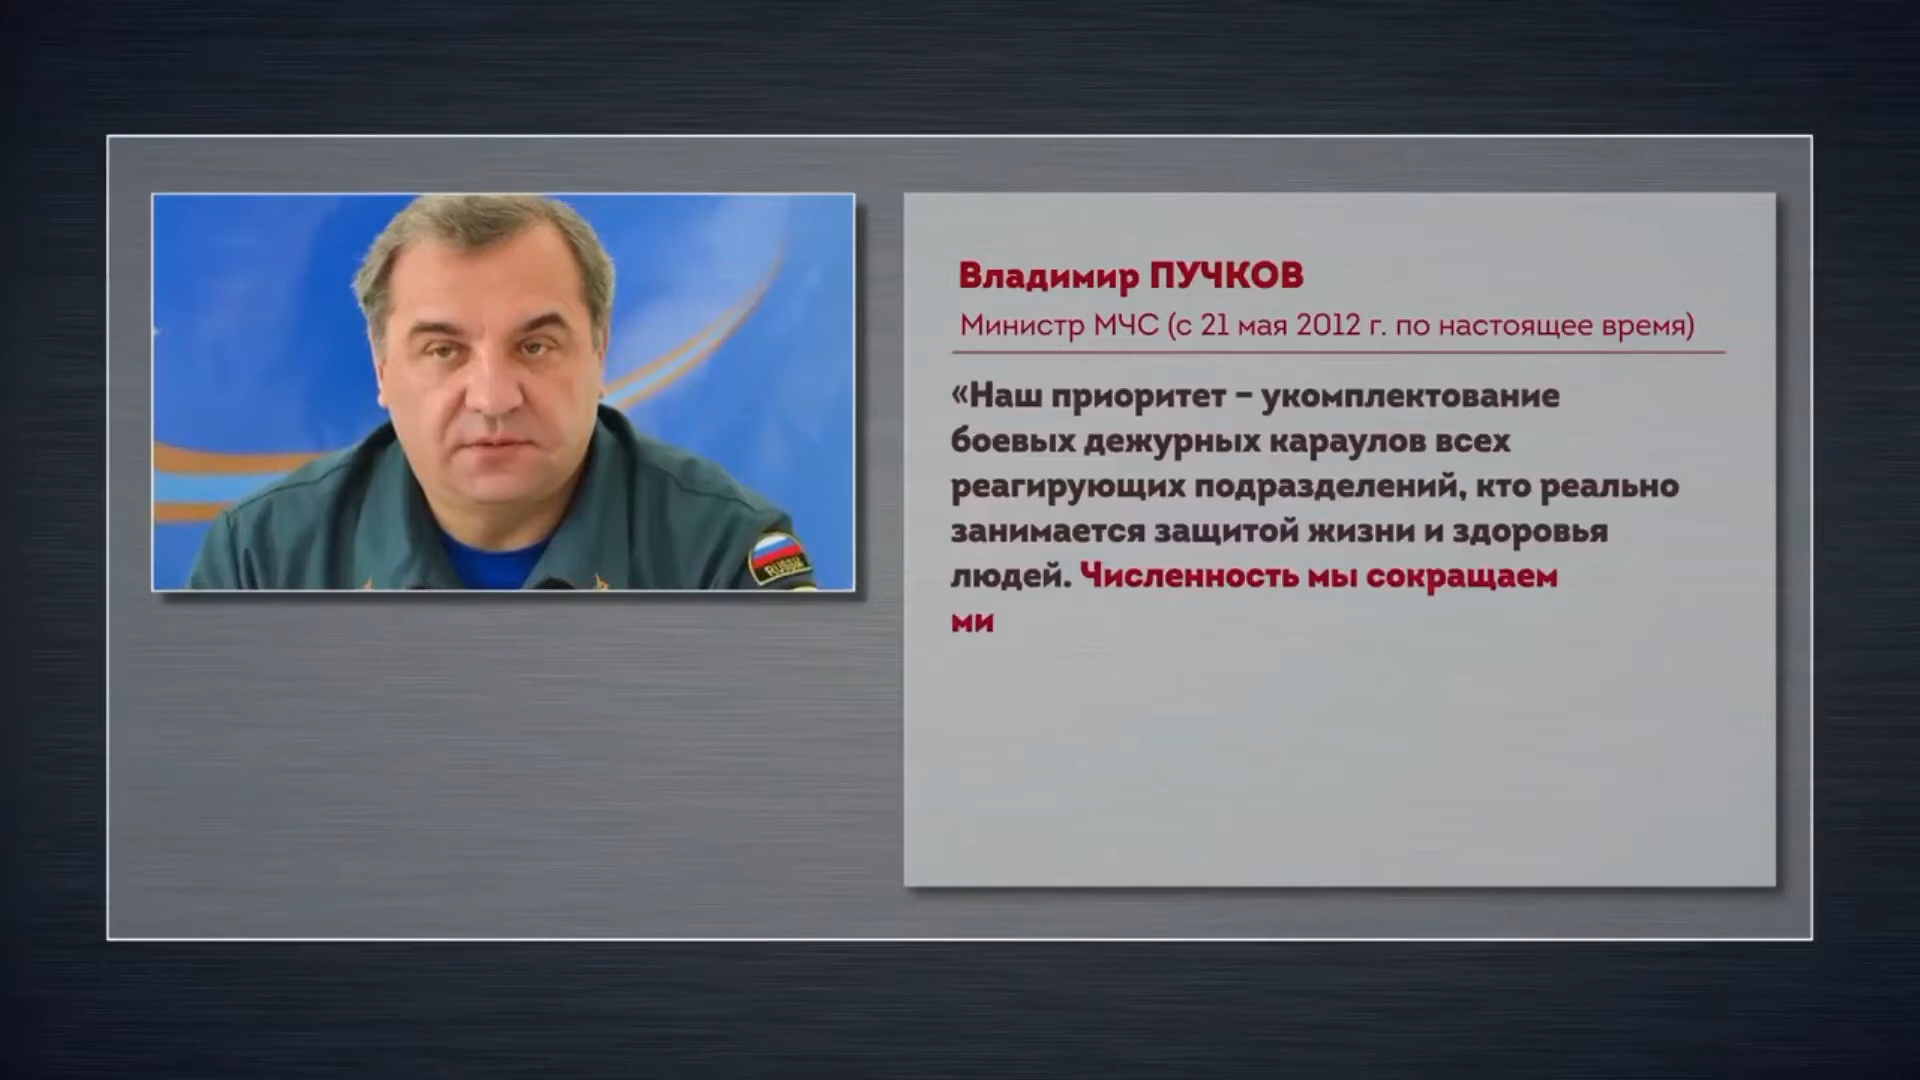 Владимир ПУЧКОВ
Министр МЧС (с 21 мая 2012 г. по настоящее время)
«Наш приоритет – укомплектование
боевых дежурных караулов всех
реагирующих подразделений, кто реально
занимается защитой жизни и здоровья
людей. Численность мы сокращаем
ми
RUSSIA